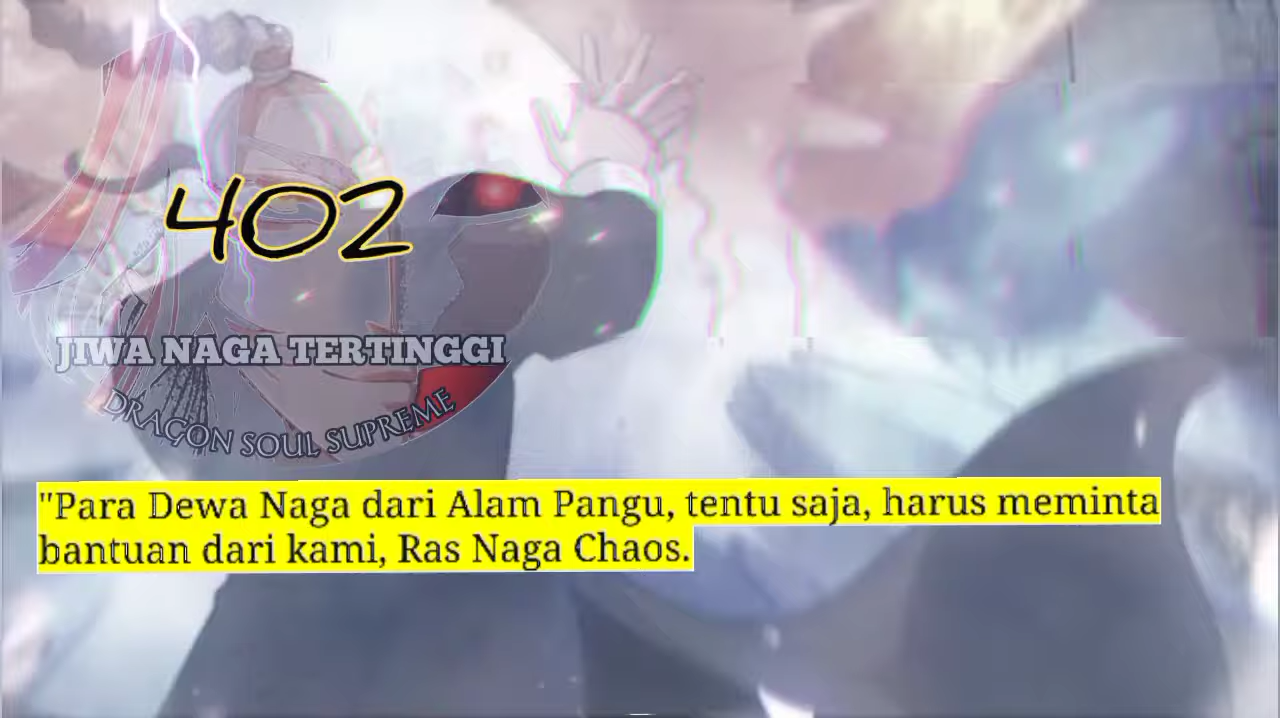 402
JIWA NAGA TERTINGGI
DRAGON SOUL SUPREME
"Para Dewa Naga dari Alam Pangu, tentu saja, harus meminta
bantuan dari kami, Ras Naga Chaos.